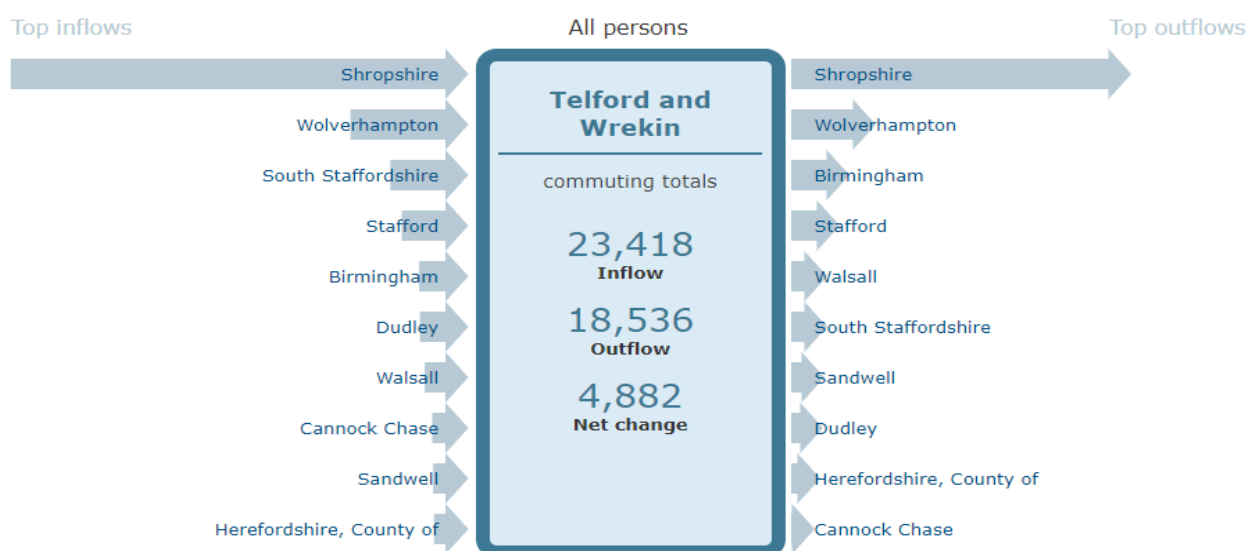 Top inflows
All persons
Top outflows
Shropshire
Wolverhampton
South Staffordshire
Stafford
Birmingham
Dudley
Walsall
Cannock Chase
Sandwell
Herefordshire, County of
Telford and
Wrekin
commuting totals
23,418
Inflow
18,536
Outflow
4,882
Net change
Shropshire
Wolverhampton
Birmingham
Stafford
Walsall
South Staffordshire
Sandwell
Dudley
Herefordshire, County of
Cannock Chase